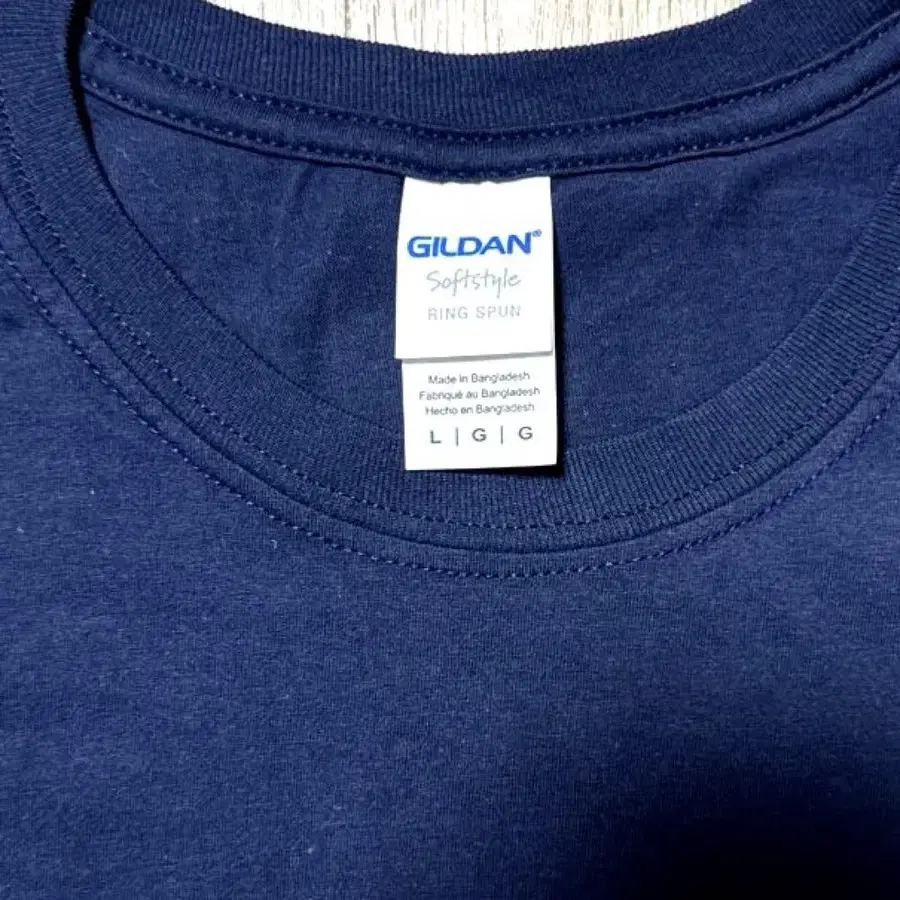 GILDAN®
Softstyle
RING SPUN
Made in Bangladesh
Fabriqué au Bangladesh
Hecho en Bangladesh
L | G | G